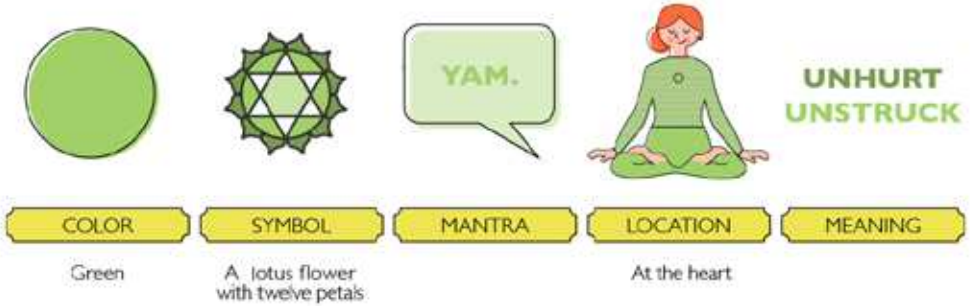 YAM.
UNHURT
UNSTRUCK
COLOR
SYMBOL
MANTRA
LOCATION
MEANING
Green
A lotus flower
with twelve petals
At the heart